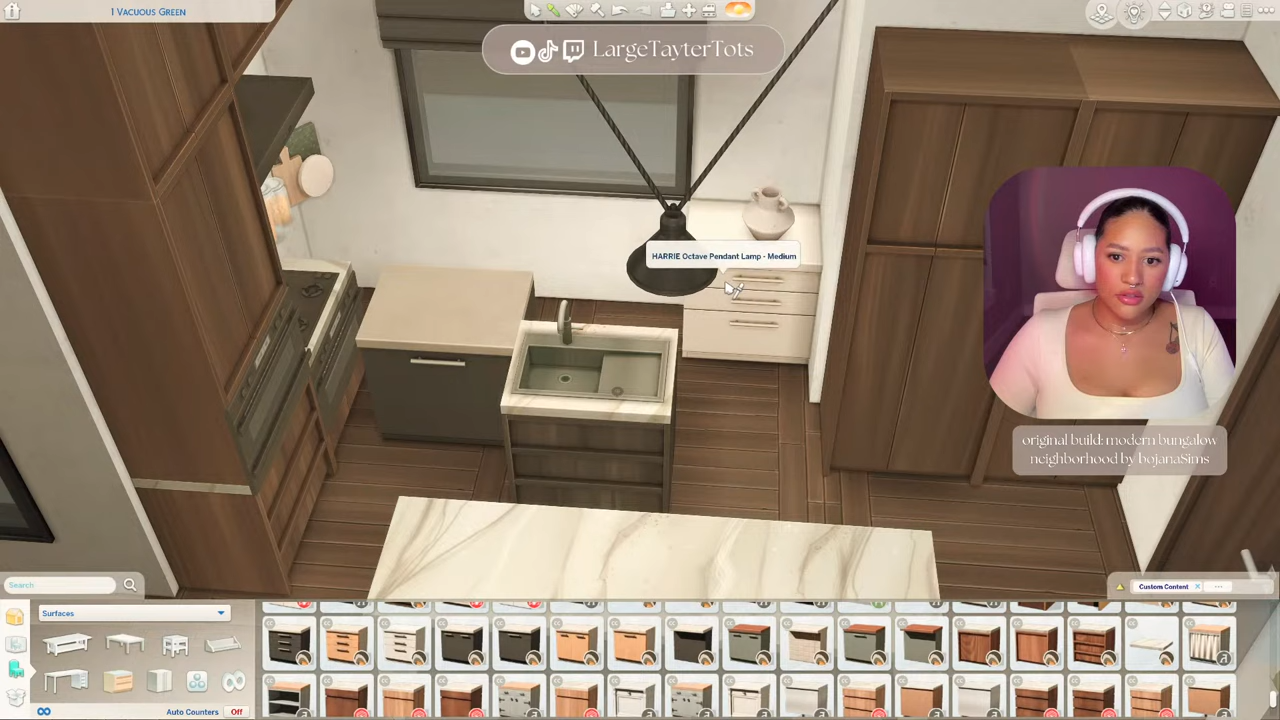 1 Vacuous Green
LargeTayterTots
HARRIE Octave Pendant Lamp - Medium
original build: modern bungalow
neighborhood by bojanaSims
Custom Content
Search
Surfaces
Auto Counters Off